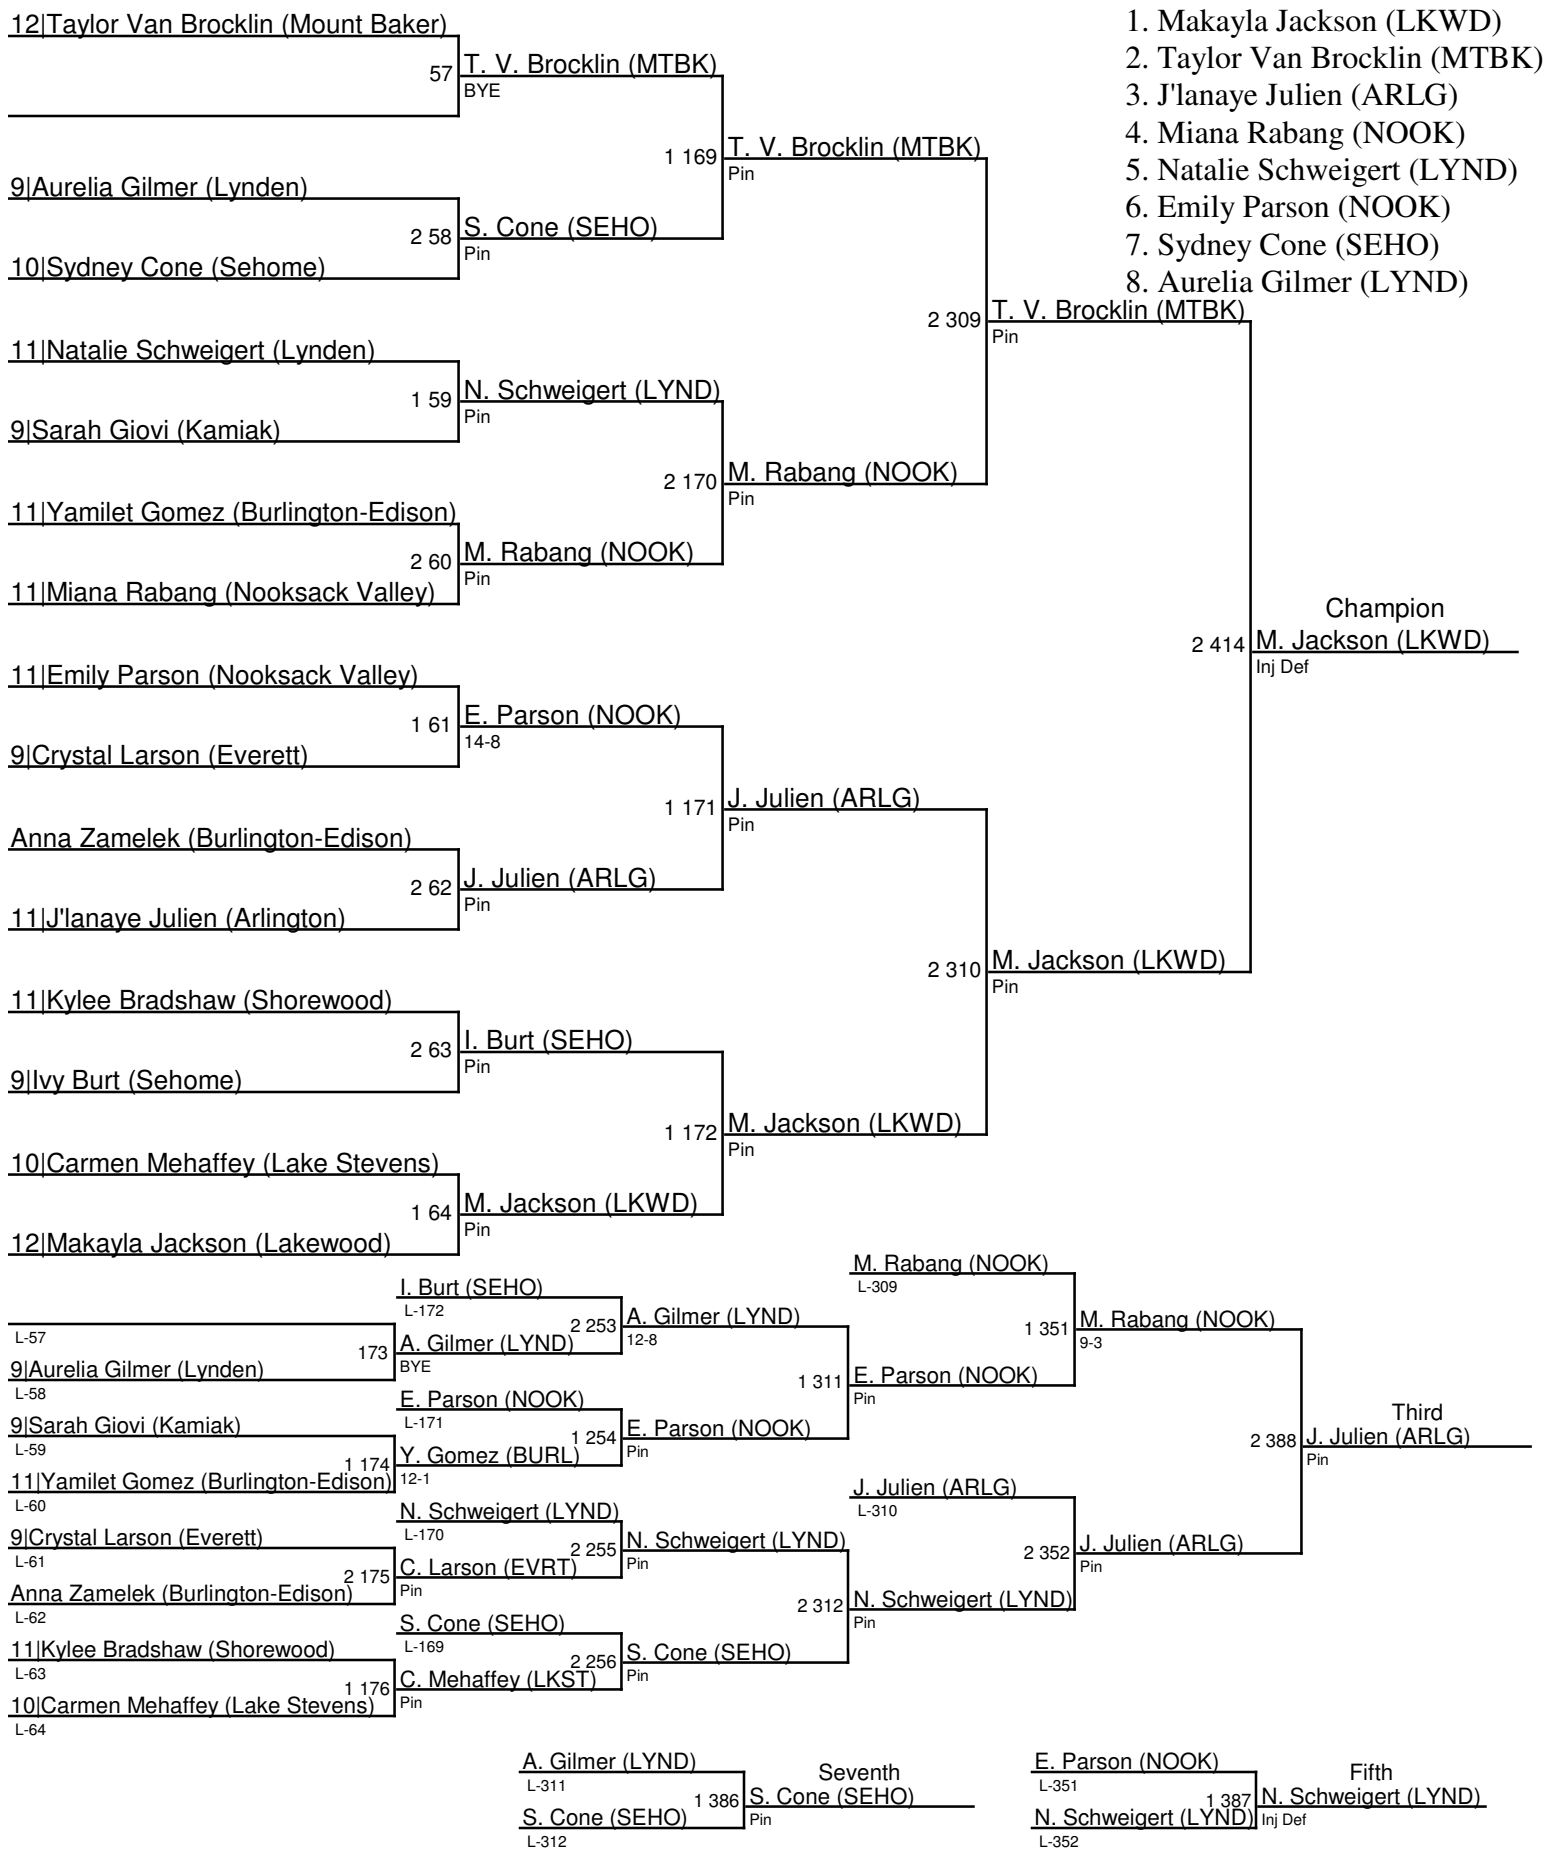 12|Taylor Van Brocklin (Mount Baker)
57
T. V. Brocklin (MTBK)
BYE
1 169
T. V. Brocklin (MTBK)
Pin
9|Aurelia Gilmer (Lynden)
2 58
S. Cone (SEHO)
Pin
10|Sydney Cone (Sehome)
2 309
T. V. Brocklin (MTBK)
Pin
11|Natalie Schweigert (Lynden)
1 59
N. Schweigert (LYND)
Pin
9|Sarah Giovi (Kamiak)
2 170
M. Rabang (NOOK)
Pin
11|Yamilet Gomez (Burlington-Edison)
2 60
M. Rabang (NOOK)
Pin
11|Miana Rabang (Nooksack Valley)
1. Makayla Jackson (LKWD)
2. Taylor Van Brocklin (MTBK)
3. J'lanaye Julien (ARLG)
4. Miana Rabang (NOOK)
5. Natalie Schweigert (LYND)
6. Emily Parson (NOOK)
7. Sydney Cone (SEHO)
8. Aurelia Gilmer (LYND)
Champion
2 414
M. Jackson (LKWD)
Inj Def
11|Emily Parson (Nooksack Valley)
1 61
E. Parson (NOOK)
14-8
9|Crystal Larson (Everett)
1 171
J. Julien (ARLG)
Pin
Anna Zamelek (Burlington-Edison)
2 62
J. Julien (ARLG)
Pin
11|J'lanaye Julien (Arlington)
2 310
M. Jackson (LKWD)
Pin
11|Kylee Bradshaw (Shorewood)
2 63
I. Burt (SEHO)
Pin
9|Ivy Burt (Sehome)
1 172
M. Jackson (LKWD)
Pin
10|Carmen Mehaffey (Lake Stevens)
1 64
M. Jackson (LKWD)
Pin
12|Makayla Jackson (Lakewood)
L-57
173
9|Aurelia Gilmer (Lynden)
L-58
9|Sarah Giovi (Kamiak)
L-59
1 174
11|Yamilet Gomez (Burlington-Edison)
L-60
9|Crystal Larson (Everett)
L-61
2 175
Anna Zamelek (Burlington-Edison)
L-62
11|Kylee Bradshaw (Shorewood)
L-63
1 176
10|Carmen Mehaffey (Lake Stevens)
L-64
I. Burt (SEHO)
L-172
2 253
A. Gilmer (LYND)
BYE
E. Parson (NOOK)
L-171
1 254
Y. Gomez (BURL)
12-1
N. Schweigert (LYND)
L-170
2 255
C. Larson (EVRT)
Pin
S. Cone (SEHO)
L-169
2 256
C. Mehaffey (LKST)
Pin
A. Gilmer (LYND)
12-8
1 311
E. Parson (NOOK)
Pin
N. Schweigert (LYND)
Pin
2 312
S. Cone (SEHO)
Pin
M. Rabang (NOOK)
L-309
1 351
E. Parson (NOOK)
Pin
J. Julien (ARLG)
L-310
2 352
N. Schweigert (LYND)
Pin
M. Rabang (NOOK)
9-3
2 388
J. Julien (ARLG)
Pin
Third
J. Julien (ARLG)
Pin
A. Gilmer (LYND)
L-311
1 386
S. Cone (SEHO)
L-312
Seventh
S. Cone (SEHO)
Pin
E. Parson (NOOK)
L-351
1 387
N. Schweigert (LYND)
L-352
Fifth
N. Schweigert (LYND)
Inj Def